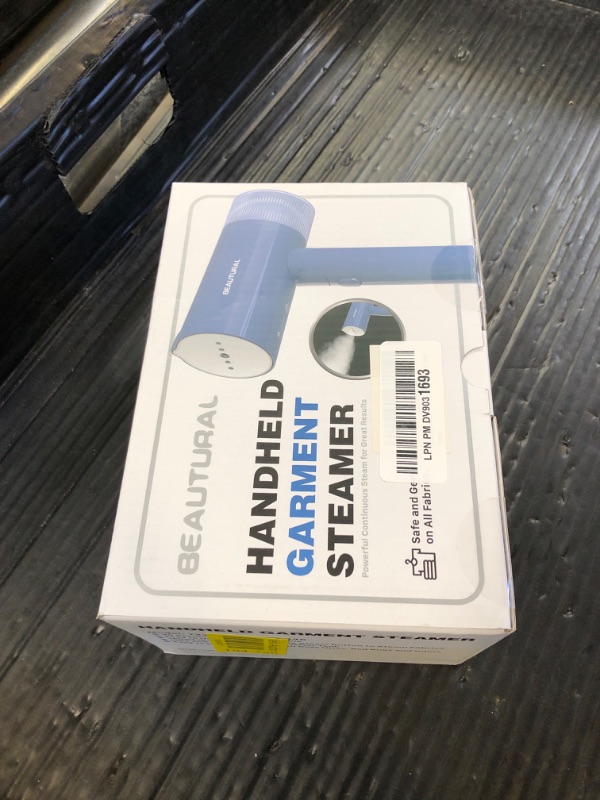 BEAUTURAL
BEAUTURAL
HANDHELD
GARMENT
STEAMER
Powerful Continuous Steam for Great Results
Safe and Ge
on All Fabri
LPN PM DV903 1693
HANDHELD GARMENT STEAMER